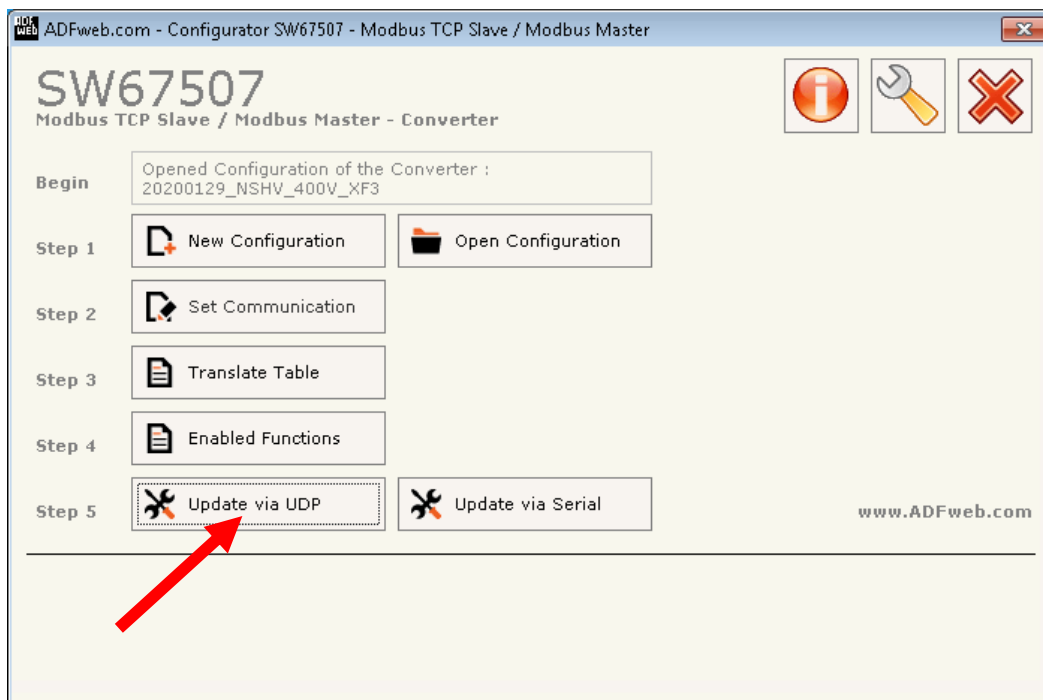 ADFweb.com - Configurator SW67507 - Modbus TCP Slave / Modbus Master
SW67507
Modbus TCP Slave / Modbus Master - Converter
Begin
Opened Configuration of the Converter :
20200129_NSHV_400V_XF3
Step 1
New Configuration
Open Configuration
Step 2
Set Communication
Step 3
Translate Table
Step 4
Enabled Functions
Step 5
Update via UDP
Update via Serial
www.ADFweb.com